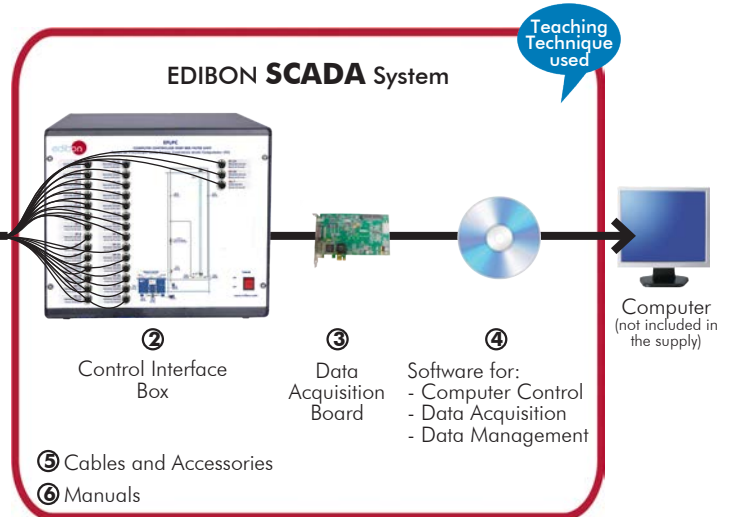 Teaching
Technique
used
EDIBON SCADA System
edibon
② Control Interface
Box
③ Data
Acquisition
Board
④ Software for:
- Computer Control
- Data Acquisition
- Data Management
Computer
(not included in
the supply)
⑤ Cables and Accessories
⑥ Manuals